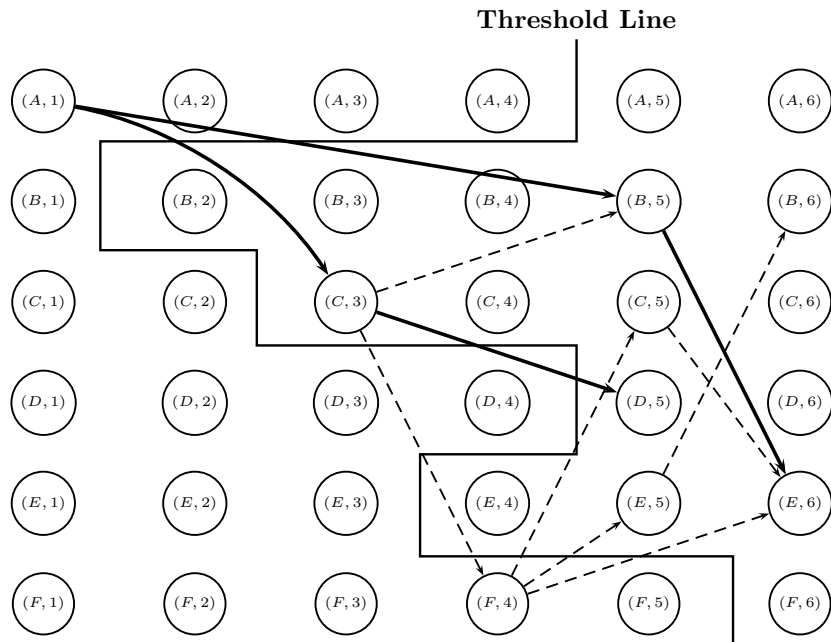 Threshold Line
(A, 1) (A, 2) (A, 3) (A, 4) (A, 5) (A, 6)
(B, 1) (B, 2) (B, 3) (B, 4) (B, 5) (B, 6)
(C, 1) (C, 2) (C, 3) (C, 4) (C, 5) (C, 6)
(D, 1) (D, 2) (D, 3) (D, 4) (D, 5) (D, 6)
(E, 1) (E, 2) (E, 3) (E, 4) (E, 5) (E, 6)
(F, 1) (F, 2) (F, 3) (F, 4) (F, 5) (F, 6)